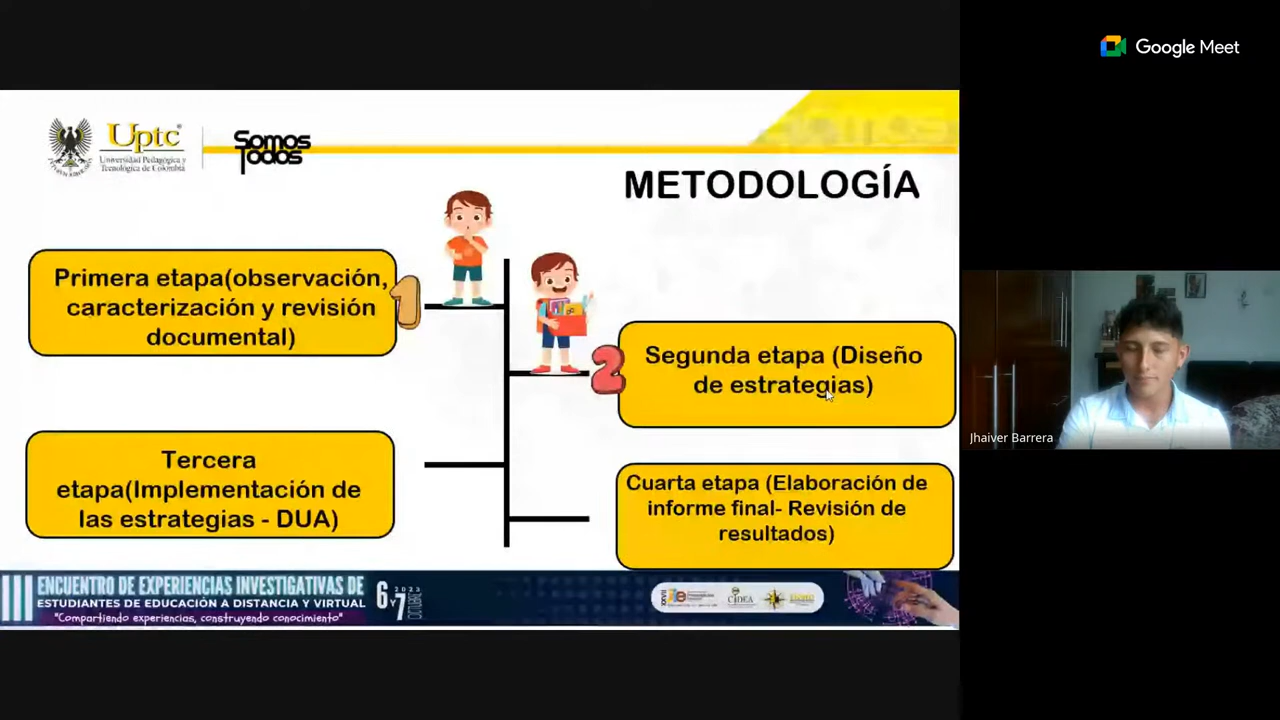 Google Meet
Uptc
Universidad Pedagógica y
Tecnológica de Colombia
Somos
Todos
METODOLOGÍA
Primera etapa(observación,
caracterización y revisión
documental)
1
2
Segunda etapa (Diseño
de estrategias)
Tercera
etapa(Implementación de
las estrategias - DUA)
Cuarta etapa (Elaboración de
informe final- Revisión de
resultados)
Jhaiver Barrera
III
ENCUENTRO DE EXPERIENCIAS INVESTIGATIVAS DE
ESTUDIANTES DE EDUCACIÓN A DISTANCIA Y VIRTUAL
"Compartiendo experiencias, construyendo conocimiento"
6 Y 7
2023
OCTUBRE
CIDEA